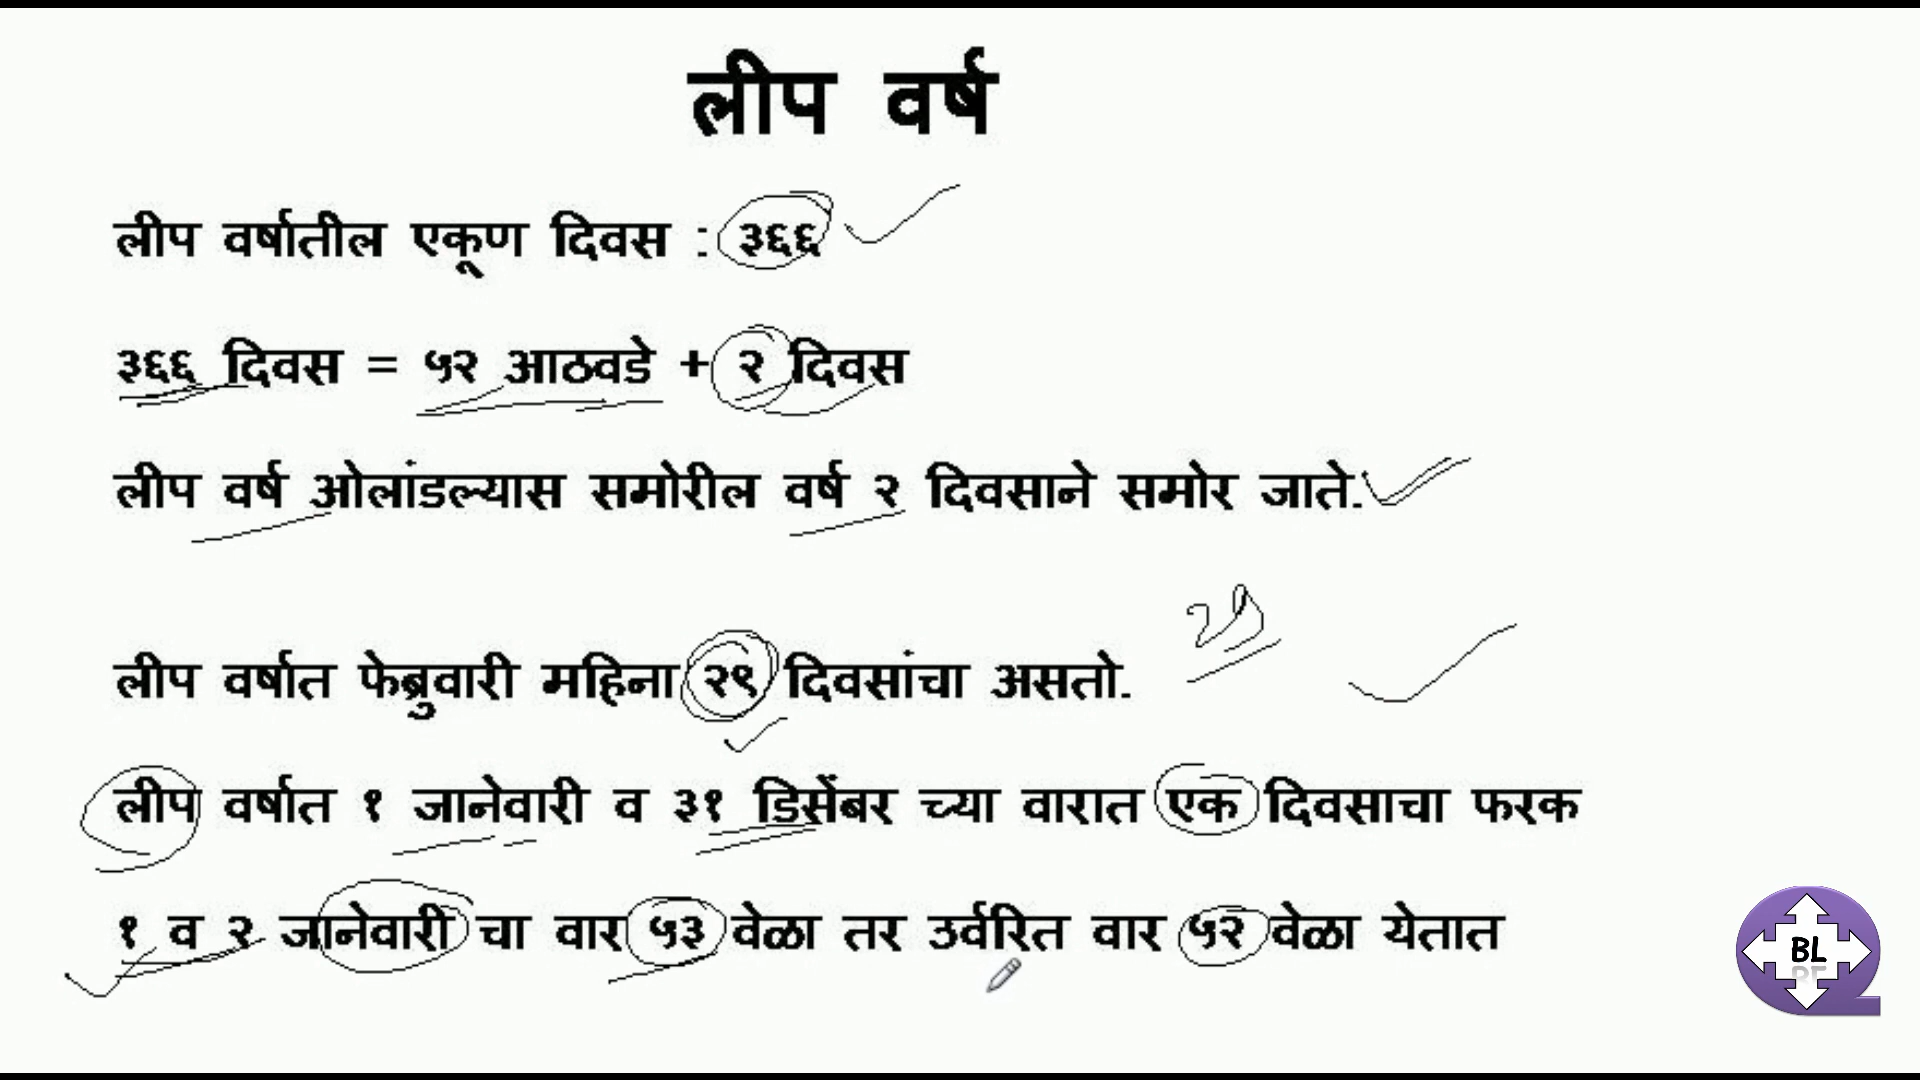 लीप वर्ष
लीप वर्षातील एकूण दिवस : ३६६
३६६ दिवस = ५२ आठवडे + २ दिवस
लीप वर्ष ओलांडल्यास समोरील वर्ष २ दिवसाने समोर जाते.
लीप वर्षात फेब्रुवारी महिना २९ दिवसांचा असतो.
लीप वर्षात १ जानेवारी व ३१ डिसेंबर च्या वारात एक दिवसाचा फरक
१ व २ जानेवारी चा वार ५३ वेळा तर उर्वरित वार ५२ वेळा येतात
BL